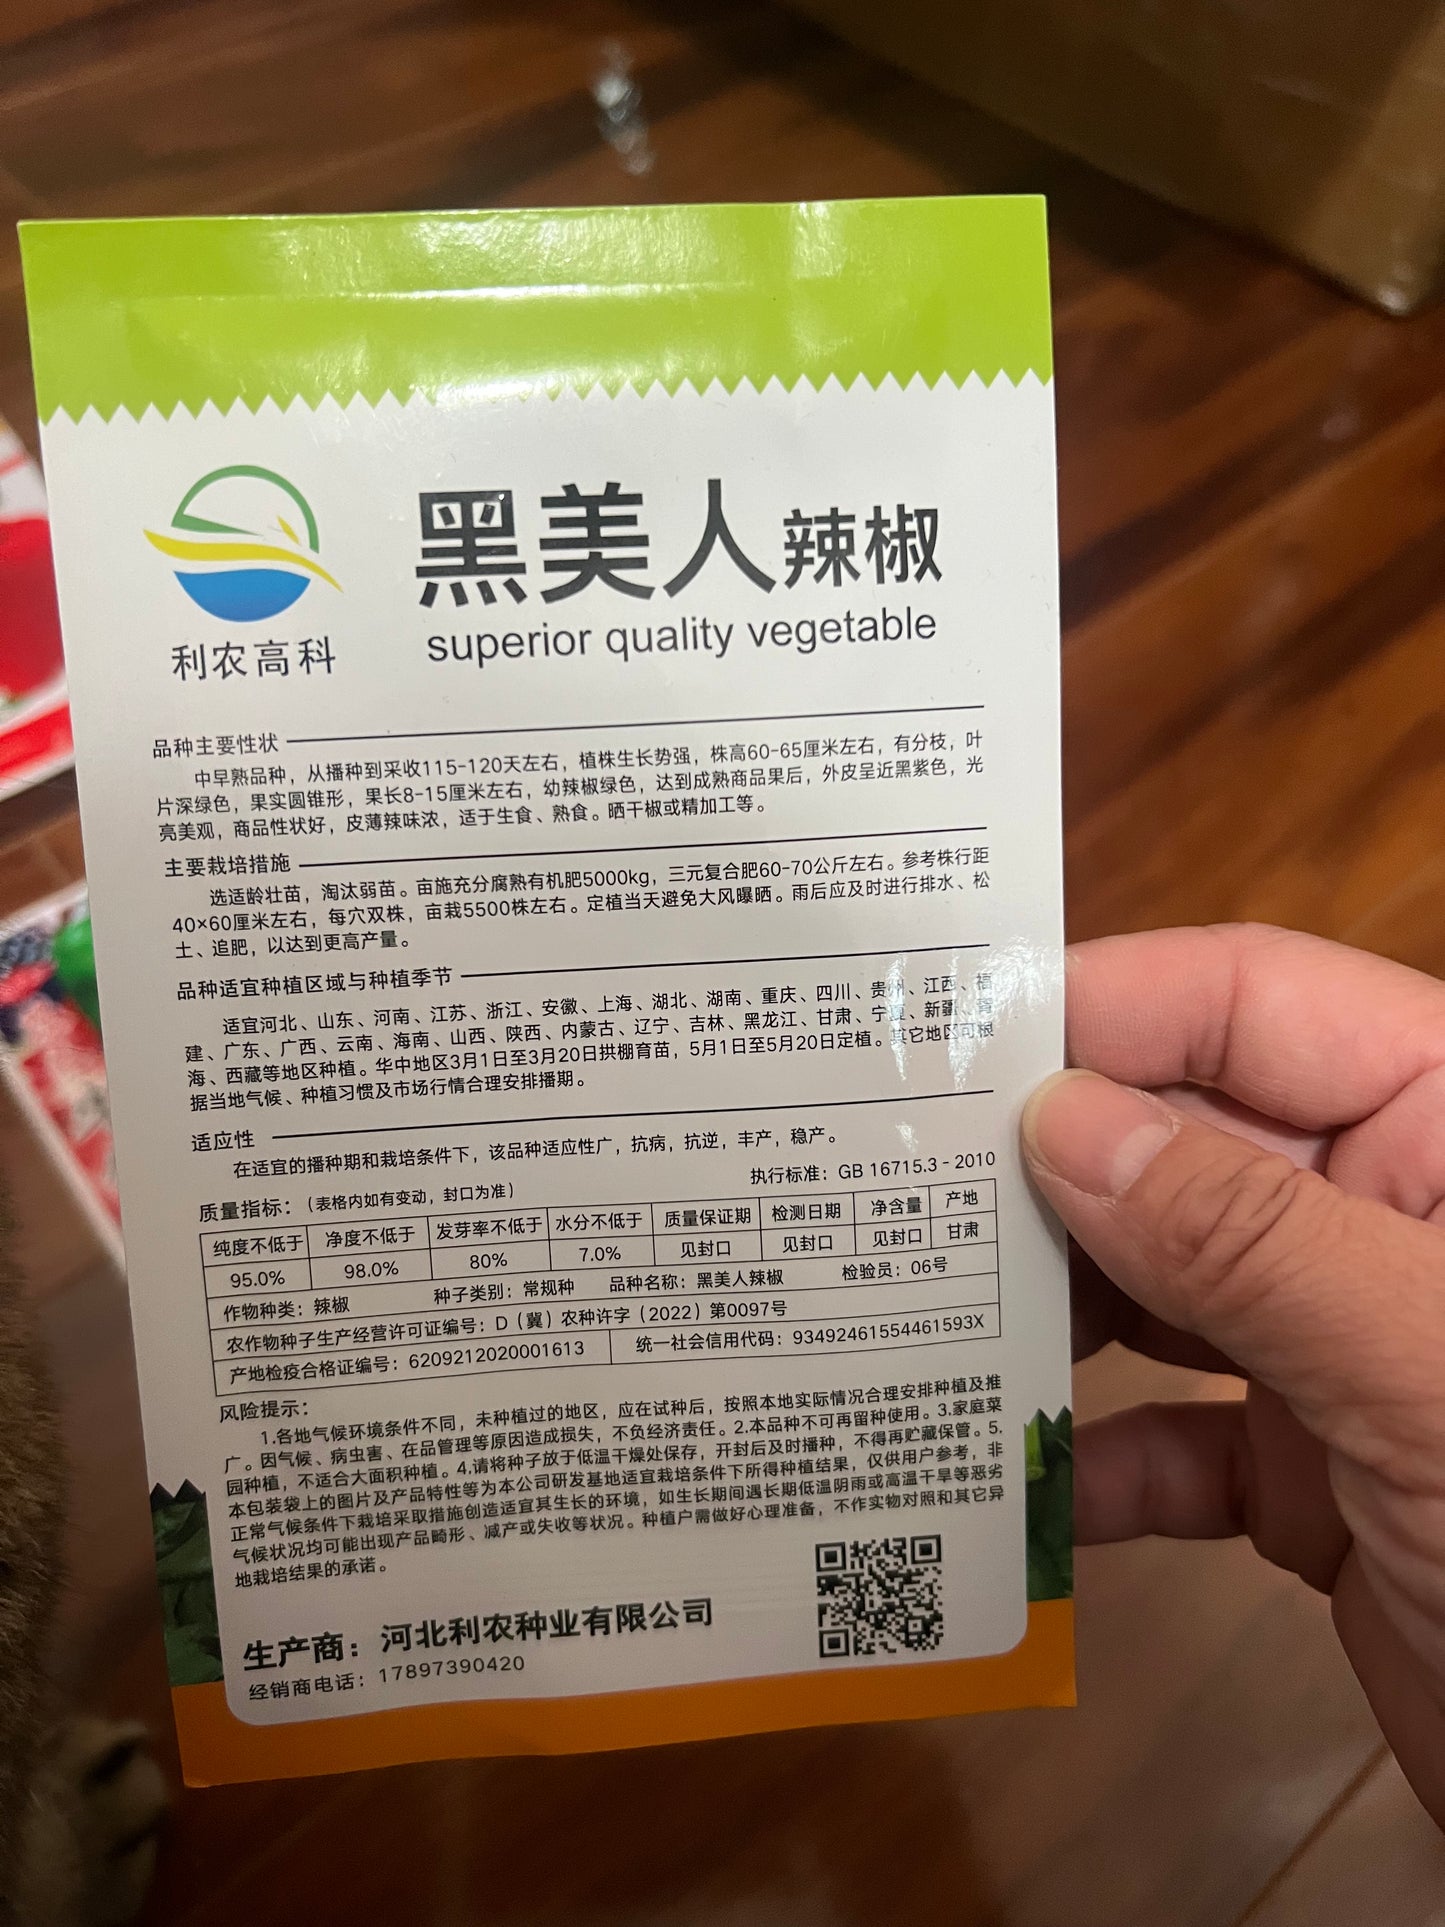 利农高科
黑美人辣椒
superior quality vegetable
品种主要性状
中早熟品种，从播种到采收115-120天左右，植株生长势强，株高60-65厘米左右，有分枝，叶
片深绿色，果实圆锥形，果长8-15厘米左右，幼辣椒绿色，达到成熟商品果后，外皮呈近黑紫色，光
亮美观，商品性状好，皮薄辣味浓，适于生食、熟食。晒干椒或精加工等。
主要栽培措施
选适龄壮苗，淘汰弱苗。亩施充分腐熟有机肥5000kg，三元复合肥60-70公斤左右。参考株行距
40×60厘米左右，每穴双株，亩栽5500株左右。定植当天避免大风曝晒。雨后应及时进行排水、松
土、追肥，以达到更高产量。
品种适宜种植区域与种植季节
适宜河北、山东、河南、江苏、浙江、安徽、上海、湖北、湖南、重庆、四川、贵州、江西、福
建、广东、广西、云南、海南、山西、陕西、内蒙古、辽宁、吉林、黑龙江、甘肃、宁夏、新疆、青
海、西藏等地区种植。华中地区3月1日至3月20日拱棚育苗，5月1日至5月20日定植。其它地区可根
据当地气候、种植习惯及市场行情合理安排播期。
适应性
在适宜的播种期和栽培条件下，该品种适应性广，抗病，抗逆，丰产，稳产。
质量指标：（表格内如有变动，封口为准） 执行标准：GB 16715.3-2010
纯度不低于 净度不低于 发芽率不低于 水分不低于 质量保证期 检测日期 净含量 产地
95.0% 98.0% 80% 7.0% 见封口 见封口 见封口 甘肃
作物种类：辣椒 种子类别：常规种 品种名称：黑美人辣椒 检验员：06号
农作物种子生产经营许可证编号：D（冀）农种许字（2022）第0097号
产地检疫合格证编号：6209212020001613 统一社会信用代码：93492461554461593X
风险提示：
1.各地气候环境条件不同，未种植过的地区，应在试种后，按照本地实际情况合理安排种植及推
广。因气候、病虫害、在品管理等原因造成损失，不负经济责任。2.本品种不可再留种使用。3.家庭菜
园种植，不适合大面积种植。4.请将种子放于低温干燥处保存，开封后及时播种，不得再贮藏保管。5.
本包装袋上的图片及产品特性等为本公司研发基地适宜栽培条件下所得种植结果，仅供用户参考，非
正常气候条件下栽培采取措施创造适宜其生长的环境，如生长期间遇长期低温阴雨或高温干旱等恶劣
气候状况均可能出现产品畸形、减产或失收等状况。种植户需做好心理准备，不作实物对照和其它异
地栽培结果的承诺。
生产商：河北利农种业有限公司
经销商电话：17897390420